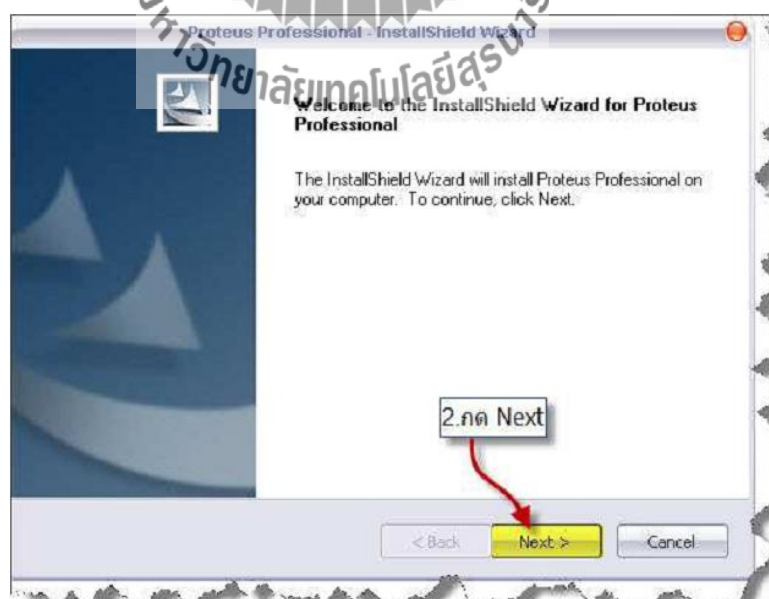 Proteus Professional - InstallShield Wizard
Welcome to the InstallShield Wizard for Proteus
Professional
The InstallShield Wizard will install Proteus Professional on
your computer. To continue, click Next.
2.กด Next
< Back
Next >
Cancel